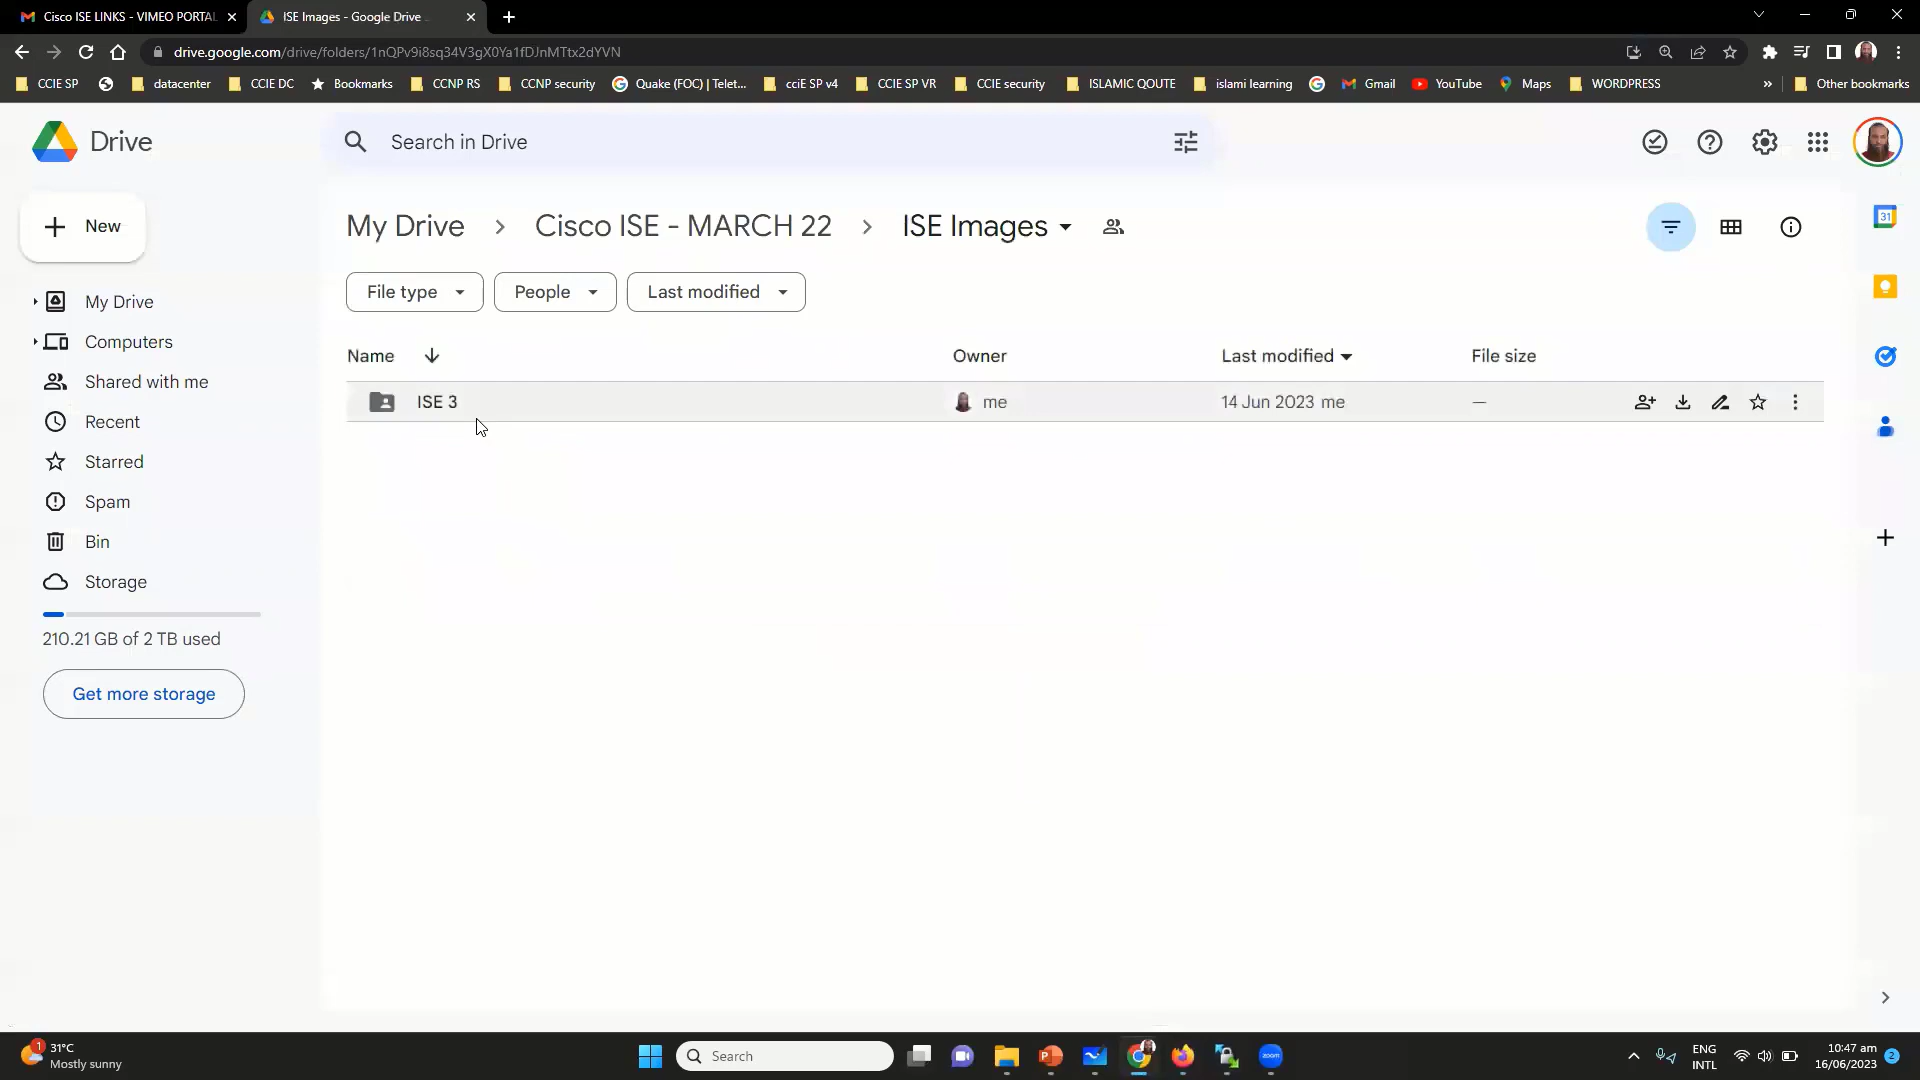 Cisco ISE LINKS - VIMEO PORTAL
ISE Images - Google Drive
drive.google.com/drive/folders/1nQPv9i8sq34V3gX0Ya1fDJnMTtx2dYVN
CCIE SP
datacenter
CCIE DC
Bookmarks
CCNP RS
CCNP security
Quake (FOC) | Telet...
cciE SP v4
CCIE SP VR
CCIE security
ISLAMIC QOUTE
islami learning
Gmail
YouTube
Maps
WORDPRESS
»
Other bookmarks
Drive
Search in Drive
New
My Drive > Cisco ISE - MARCH 22 > ISE Images
File type
People
Last modified
My Drive
Computers
Shared with me
Recent
Starred
Spam
Bin
Storage
210.21 GB of 2 TB used
Get more storage
Name
Owner
Last modified
File size
ISE 3
me
14 Jun 2023 me
—
31
1
31°C
Mostly sunny
Search
zoom
ENG
INTL
10:47 am
16/06/2023
2